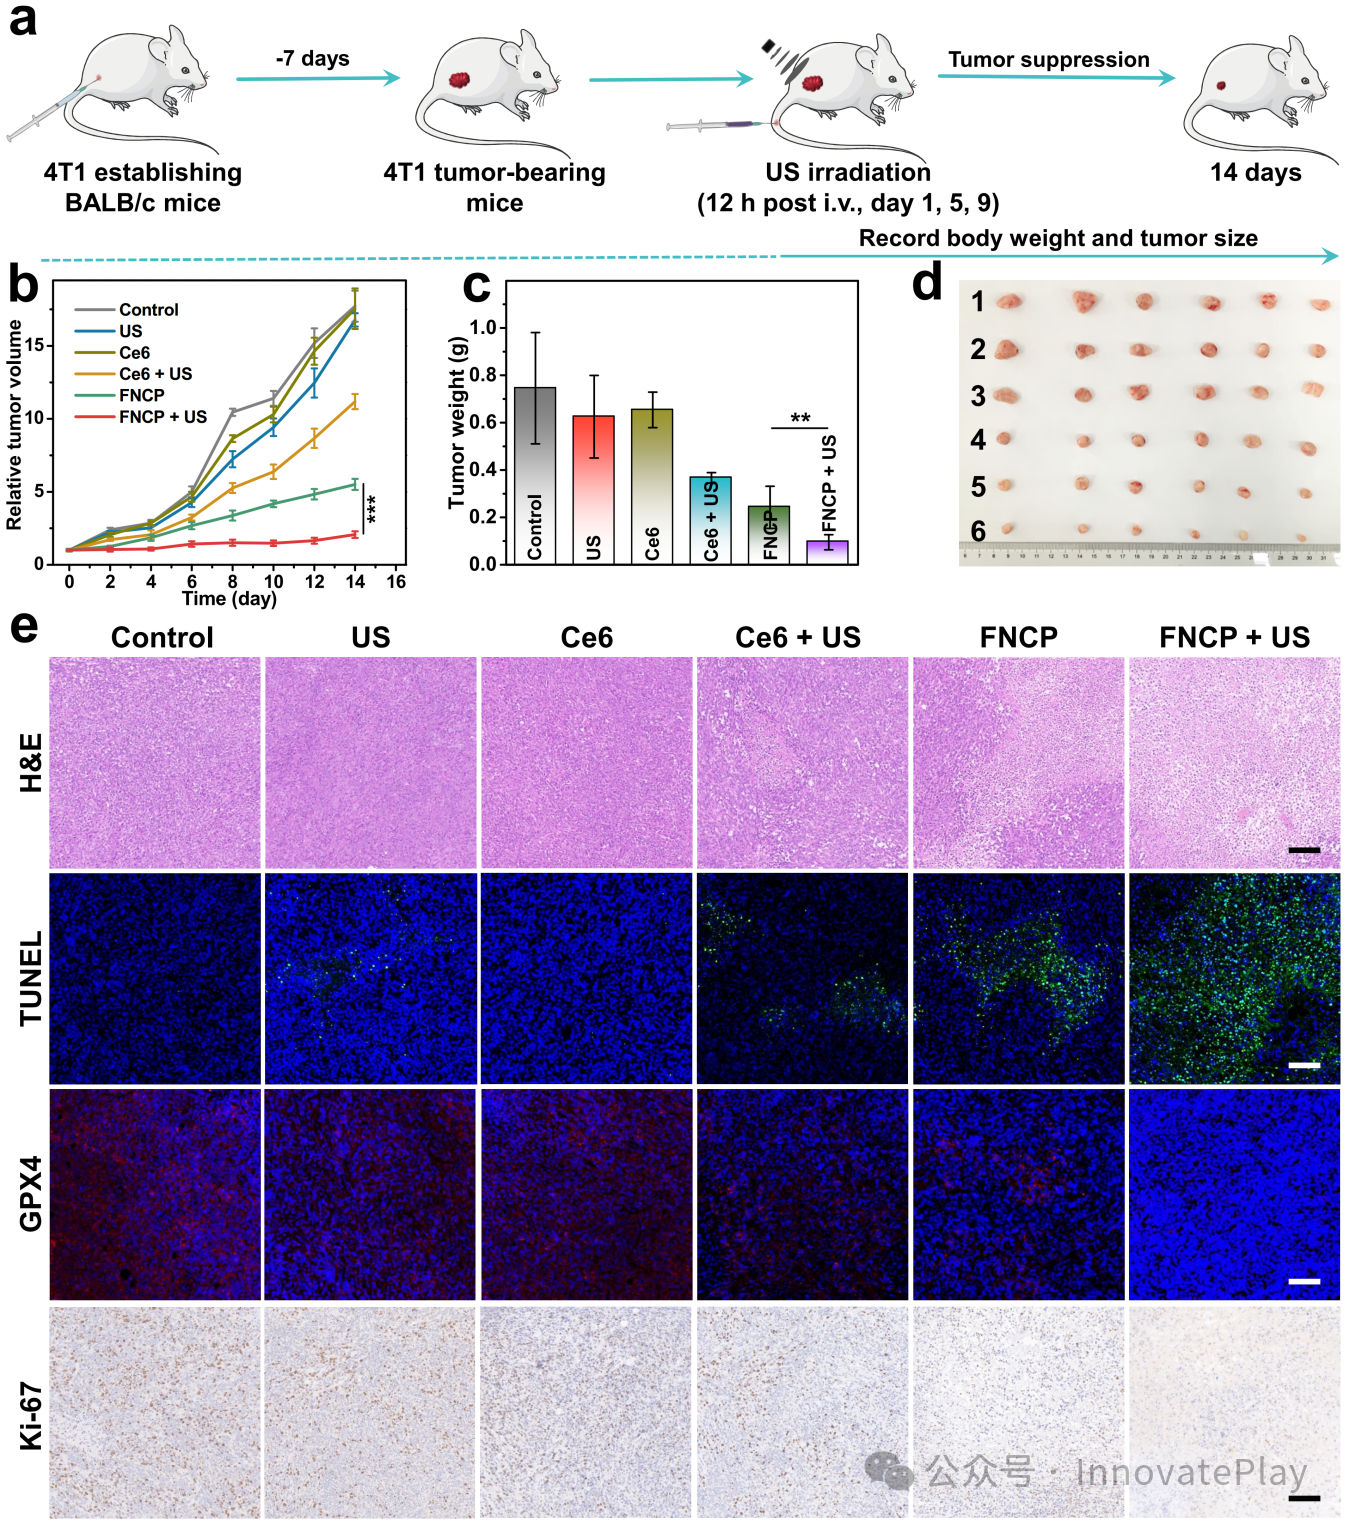 a
-7 days
Tumor suppression
4T1 establishing
BALB/c mice
4T1 tumor-bearing
mice
US irradiation
(12 h post i.v., day 1, 5, 9)
14 days
Record body weight and tumor size
b
Relative tumor volume
15
10
5
0
Control
US
Ce6
Ce6 + US
FNCP
FNCP + US
***
0 2 4 6 8 10 12 14 16
Time (day)
c
Tumor weight (g)
1.0
0.8
0.6
0.4
0.2
0.0
**
Control
US
Ce6
Ce6 + US
FNCP
FNCP + US
d
1
2
3
4
5
6
e
Control US Ce6 Ce6 + US FNCP FNCP + US
H&E
TUNEL
GPX4
Ki-67
公众号 · InnovatePlay